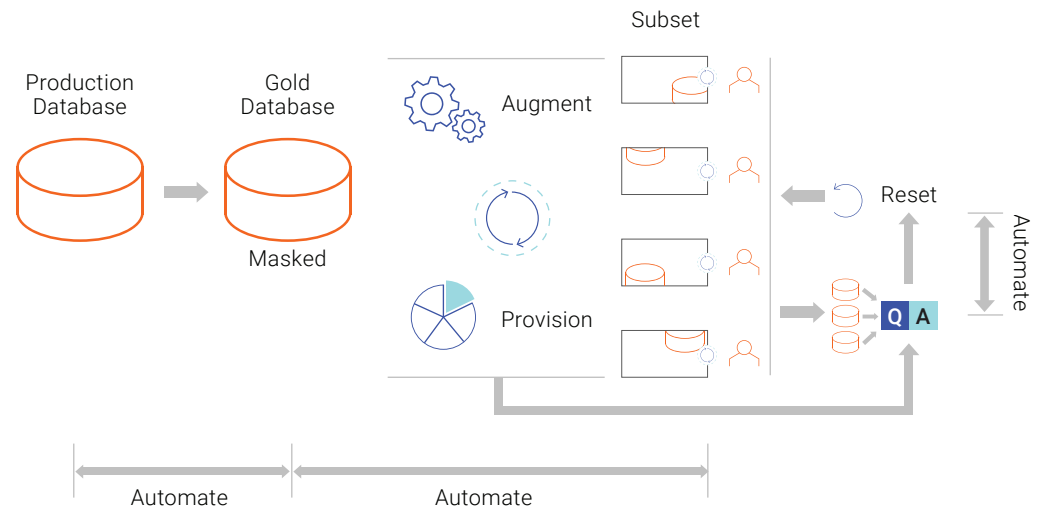 Subset
Production
Database
Gold
Database
Masked
Augment
Provision
Reset
Automate
Q A
Automate
Automate